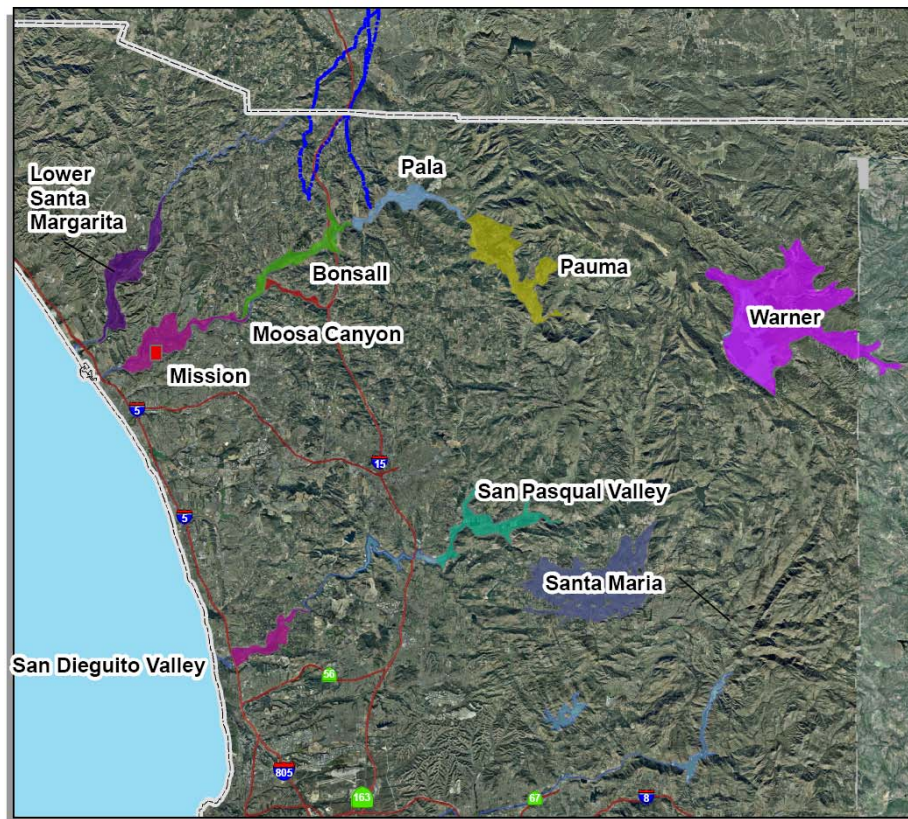 Lower
Santa
Margarita
Pala
Pauma
Bonsall
Warner
Moosa Canyon
Mission
5
15
San Pasqual Valley
5
Santa Maria
San Dieguito Valley
56
805
163
67
8